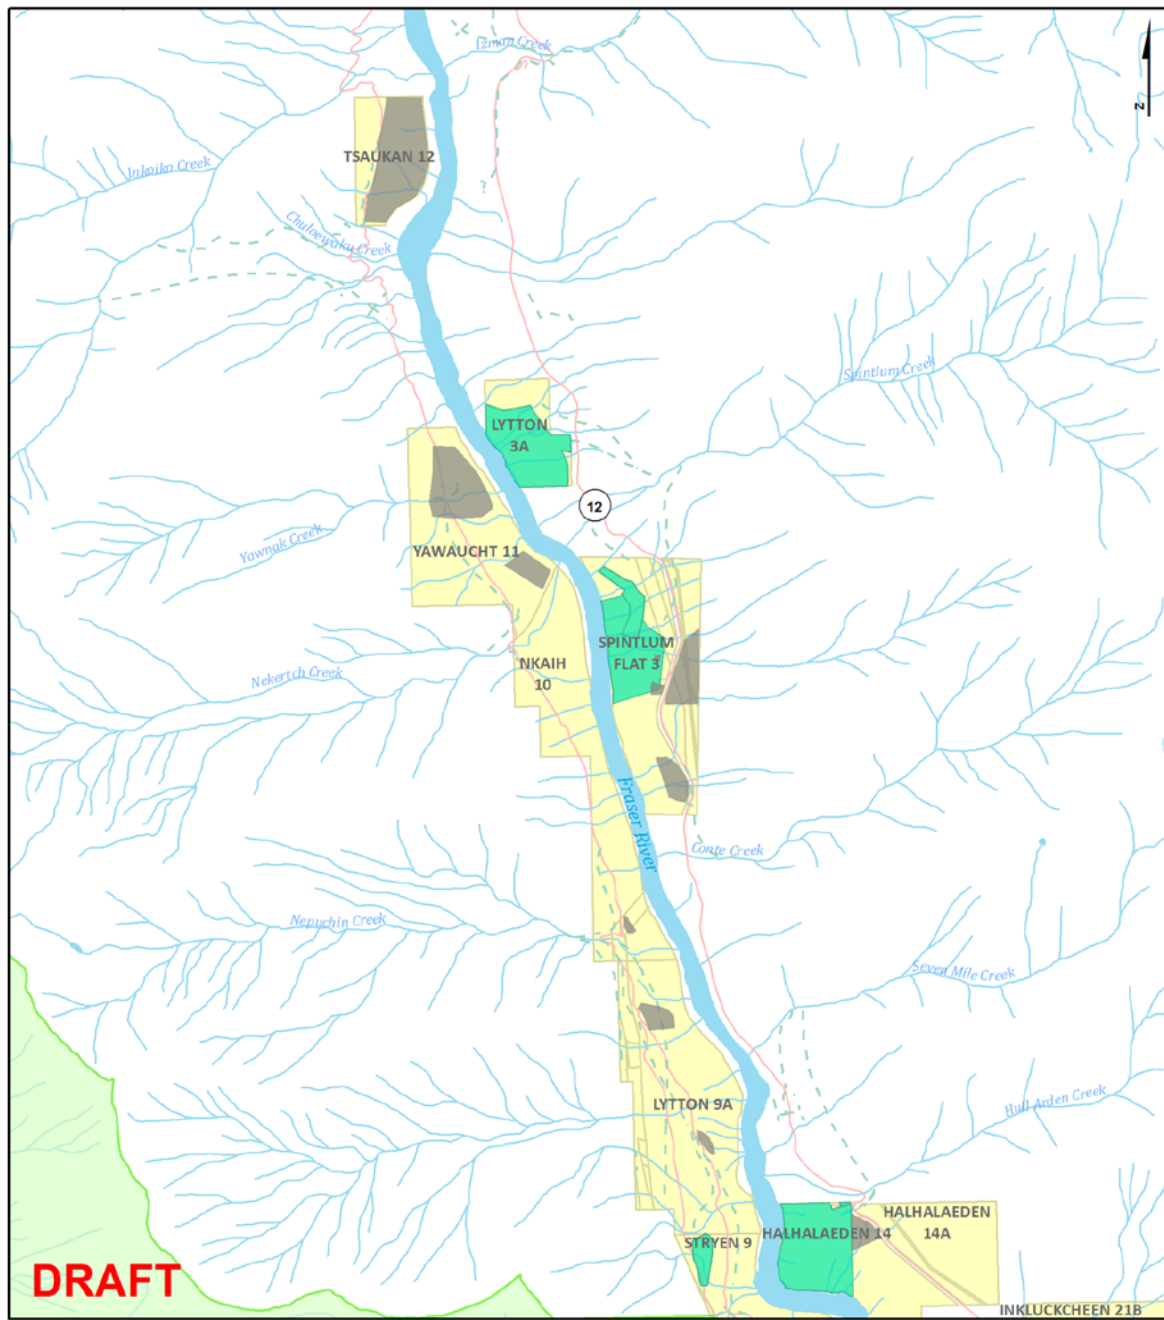 Izman Creek
N
TSAUKAN 12
Inkoiko Creek
Chuloewaku Creek
Spintlum Creek
LYTTON
3A
12
Yawnak Creek
YAWAUCHT 11
SPINTLUM
FLAT 3
NKAIH
10
Nekertch Creek
Fraser River
Conte Creek
Nepuchin Creek
Seven Mile Creek
LYTTON 9A
Hull Arden Creek
HALHALAEDEN
14A
HALHALAEDEN 14
STRYEN 9
DRAFT
INKLUCKCHEEN 21B